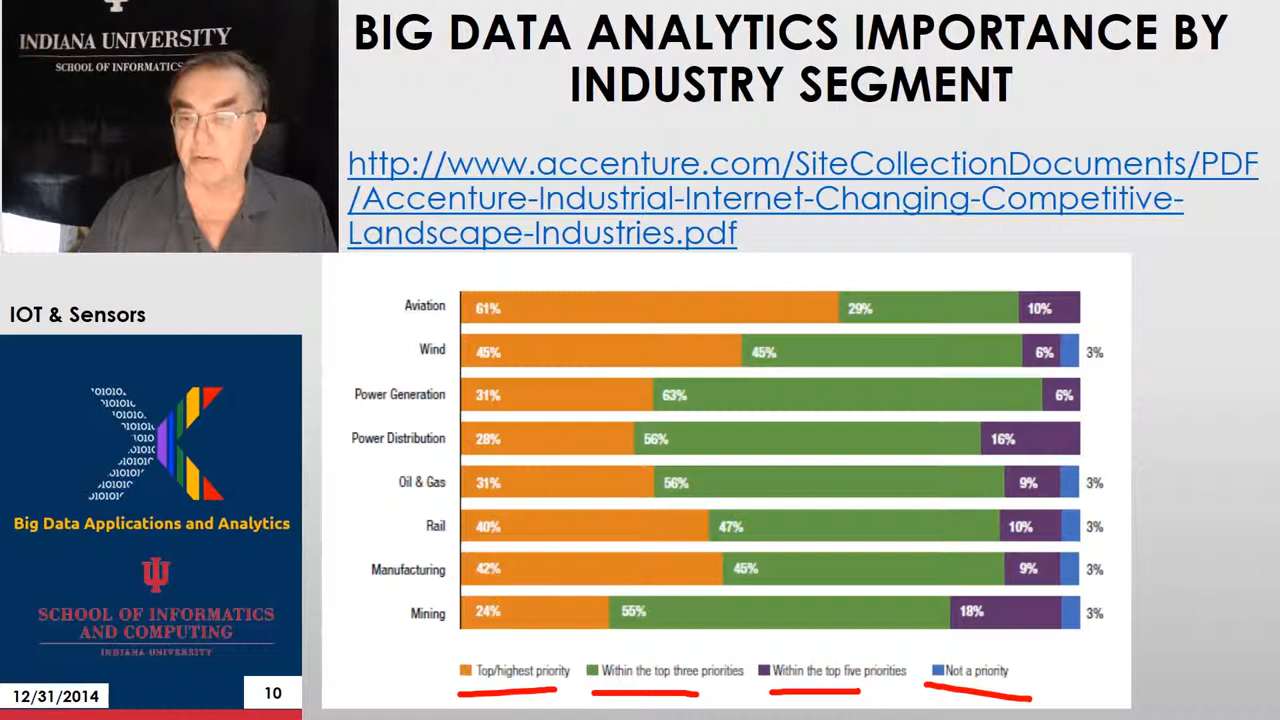 INDIANA UNIVERSITY
SCHOOL OF INFORMATICS
BIG DATA ANALYTICS IMPORTANCE BY
INDUSTRY SEGMENT
http://www.accenture.com/SiteCollectionDocuments/PDF
/Accenture-Industrial-Internet-Changing-Competitive-
Landscape-Industries.pdf
IOT & Sensors
Big Data Applications and Analytics
SCHOOL OF INFORMATICS
AND COMPUTING
INDIANA UNIVERSITY
12/31/2014
10
Aviation 61% 29% 10%
Wind 45% 45% 6% 3%
Power Generation 31% 63% 6%
Power Distribution 28% 56% 16%
Oil & Gas 31% 56% 9% 3%
Rail 40% 47% 10% 3%
Manufacturing 42% 45% 9% 3%
Mining 24% 55% 18% 3%
Top/highest priority Within the top three priorities Within the top five priorities Not a priority